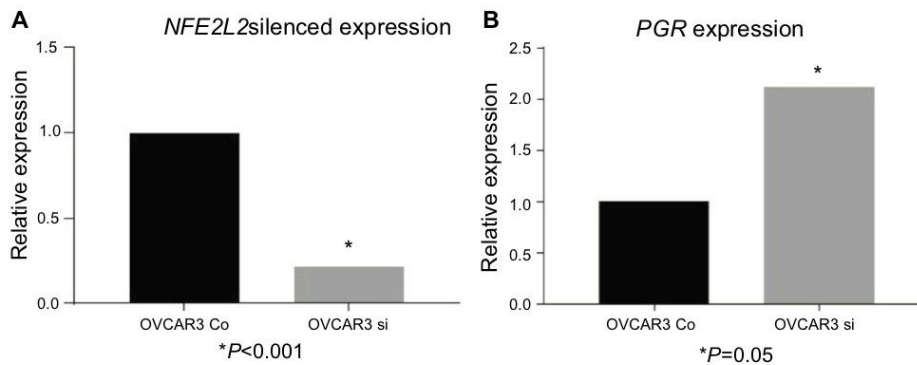 A
NFE2L2silenced expression
Relative expression
1.5
1.0
0.5
0.0
*
OVCAR3 Co
OVCAR3 si
*P<0.001
B
PGR expression
Relative expression
2.5
2.0
1.5
1.0
0.5
0.0
*
OVCAR3 Co
OVCAR3 si
*P=0.05